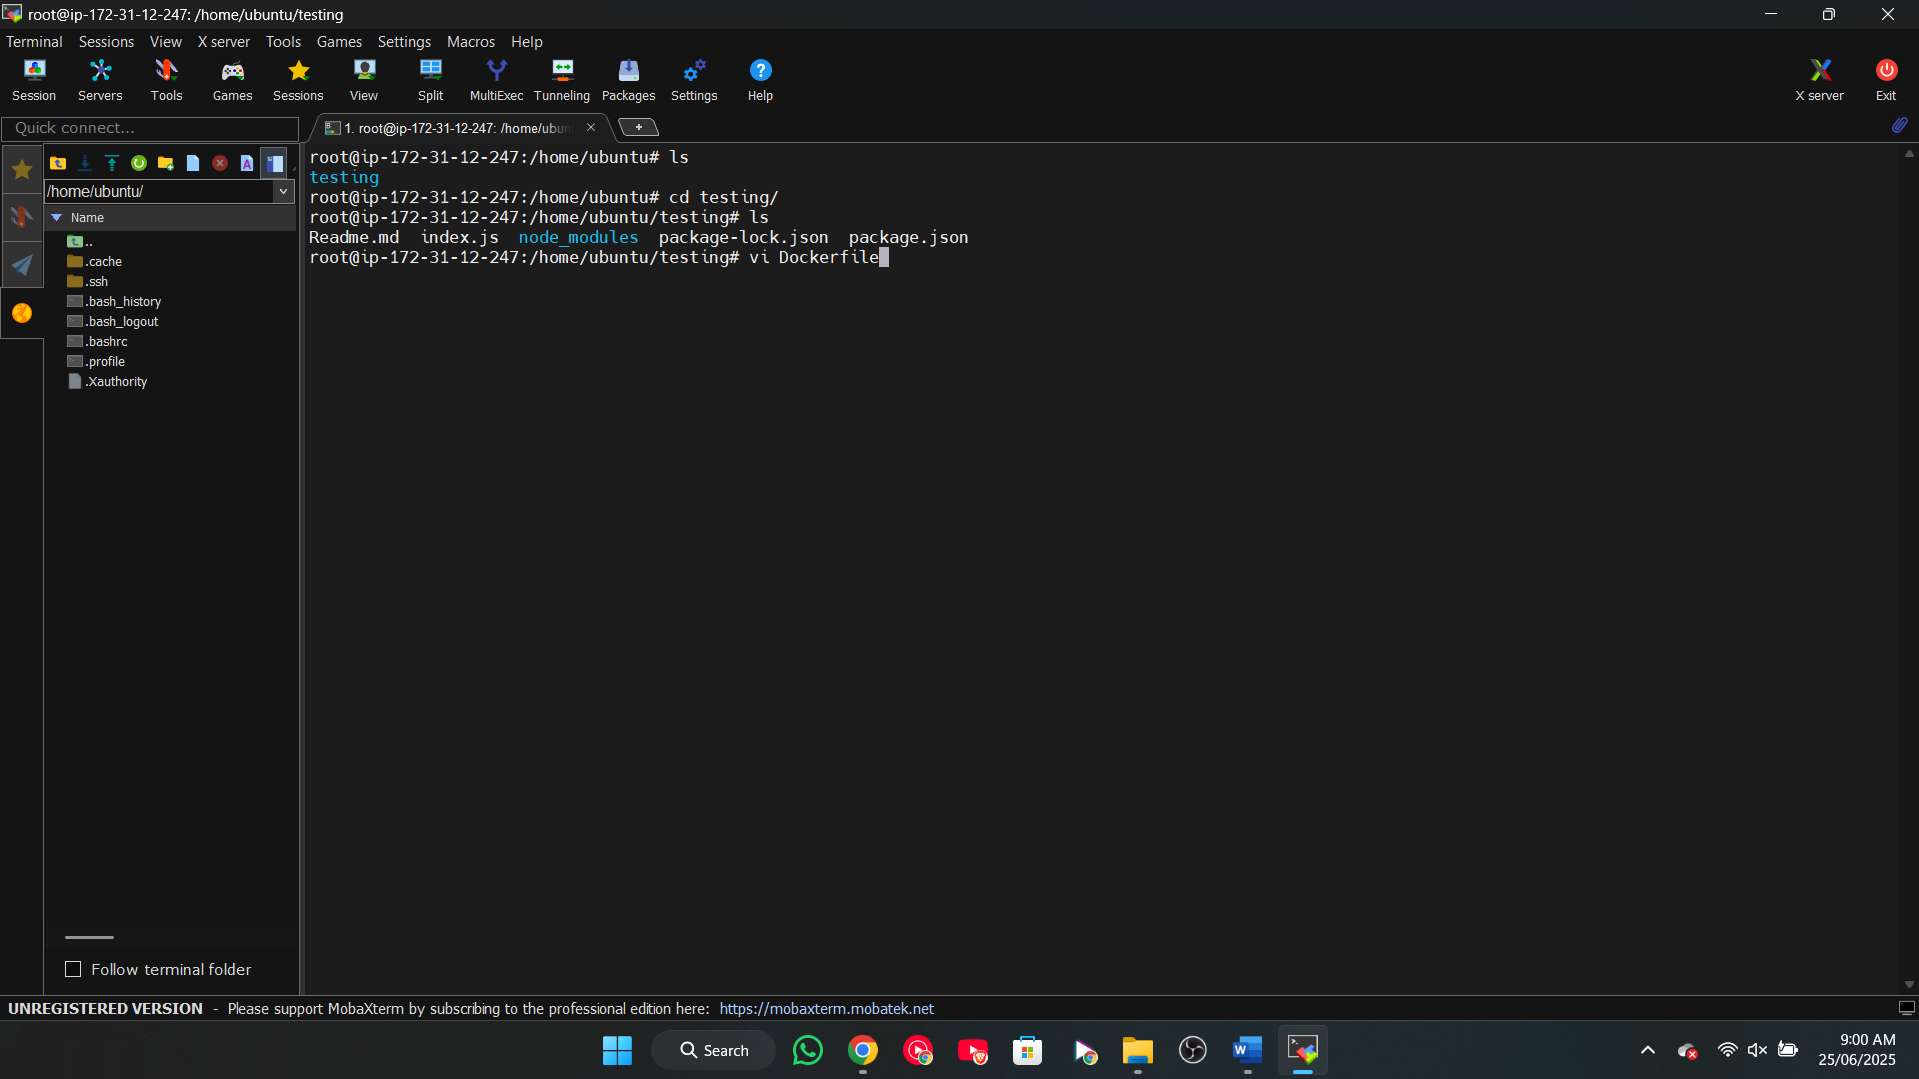 root@ip-172-31-12-247: /home/ubuntu/testing
Terminal Sessions View X server Tools Games Settings Macros Help
Session Servers Tools Games Sessions View Split MultiExec Tunneling Packages Settings Help X server Exit
Quick connect...
1. root@ip-172-31-12-247: /home/ubun
/home/ubuntu/
Name
..
.cache
.ssh
.bash_history
.bash_logout
.bashrc
.profile
.Xauthority
Follow terminal folder
root@ip-172-31-12-247:/home/ubuntu# ls
testing
root@ip-172-31-12-247:/home/ubuntu# cd testing/
root@ip-172-31-12-247:/home/ubuntu/testing# ls
Readme.md index.js node_modules package-lock.json package.json
root@ip-172-31-12-247:/home/ubuntu/testing# vi Dockerfile
UNREGISTERED VERSION - Please support MobaXterm by subscribing to the professional edition here: https://mobaxterm.mobatek.net
Search
9:00 AM
25/06/2025